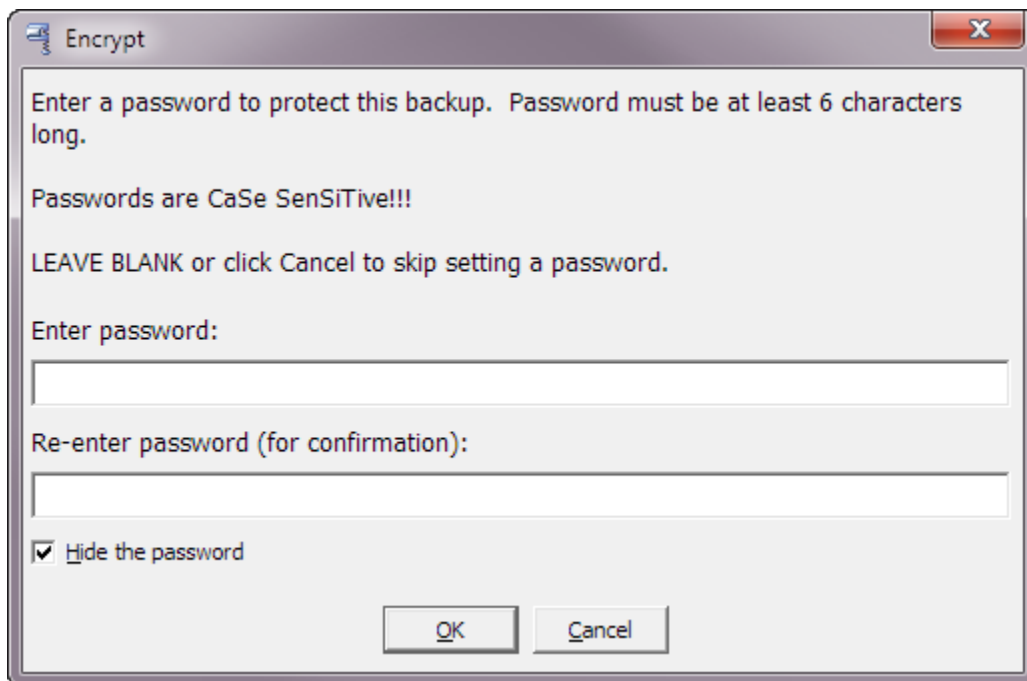 Encrypt
Enter a password to protect this backup.  Password must be at least 6 characters
long.
Passwords are CaSe SenSiTive!!!
LEAVE BLANK or click Cancel to skip setting a password.
Enter password:
Re-enter password (for confirmation):
Hide the password
OK Cancel